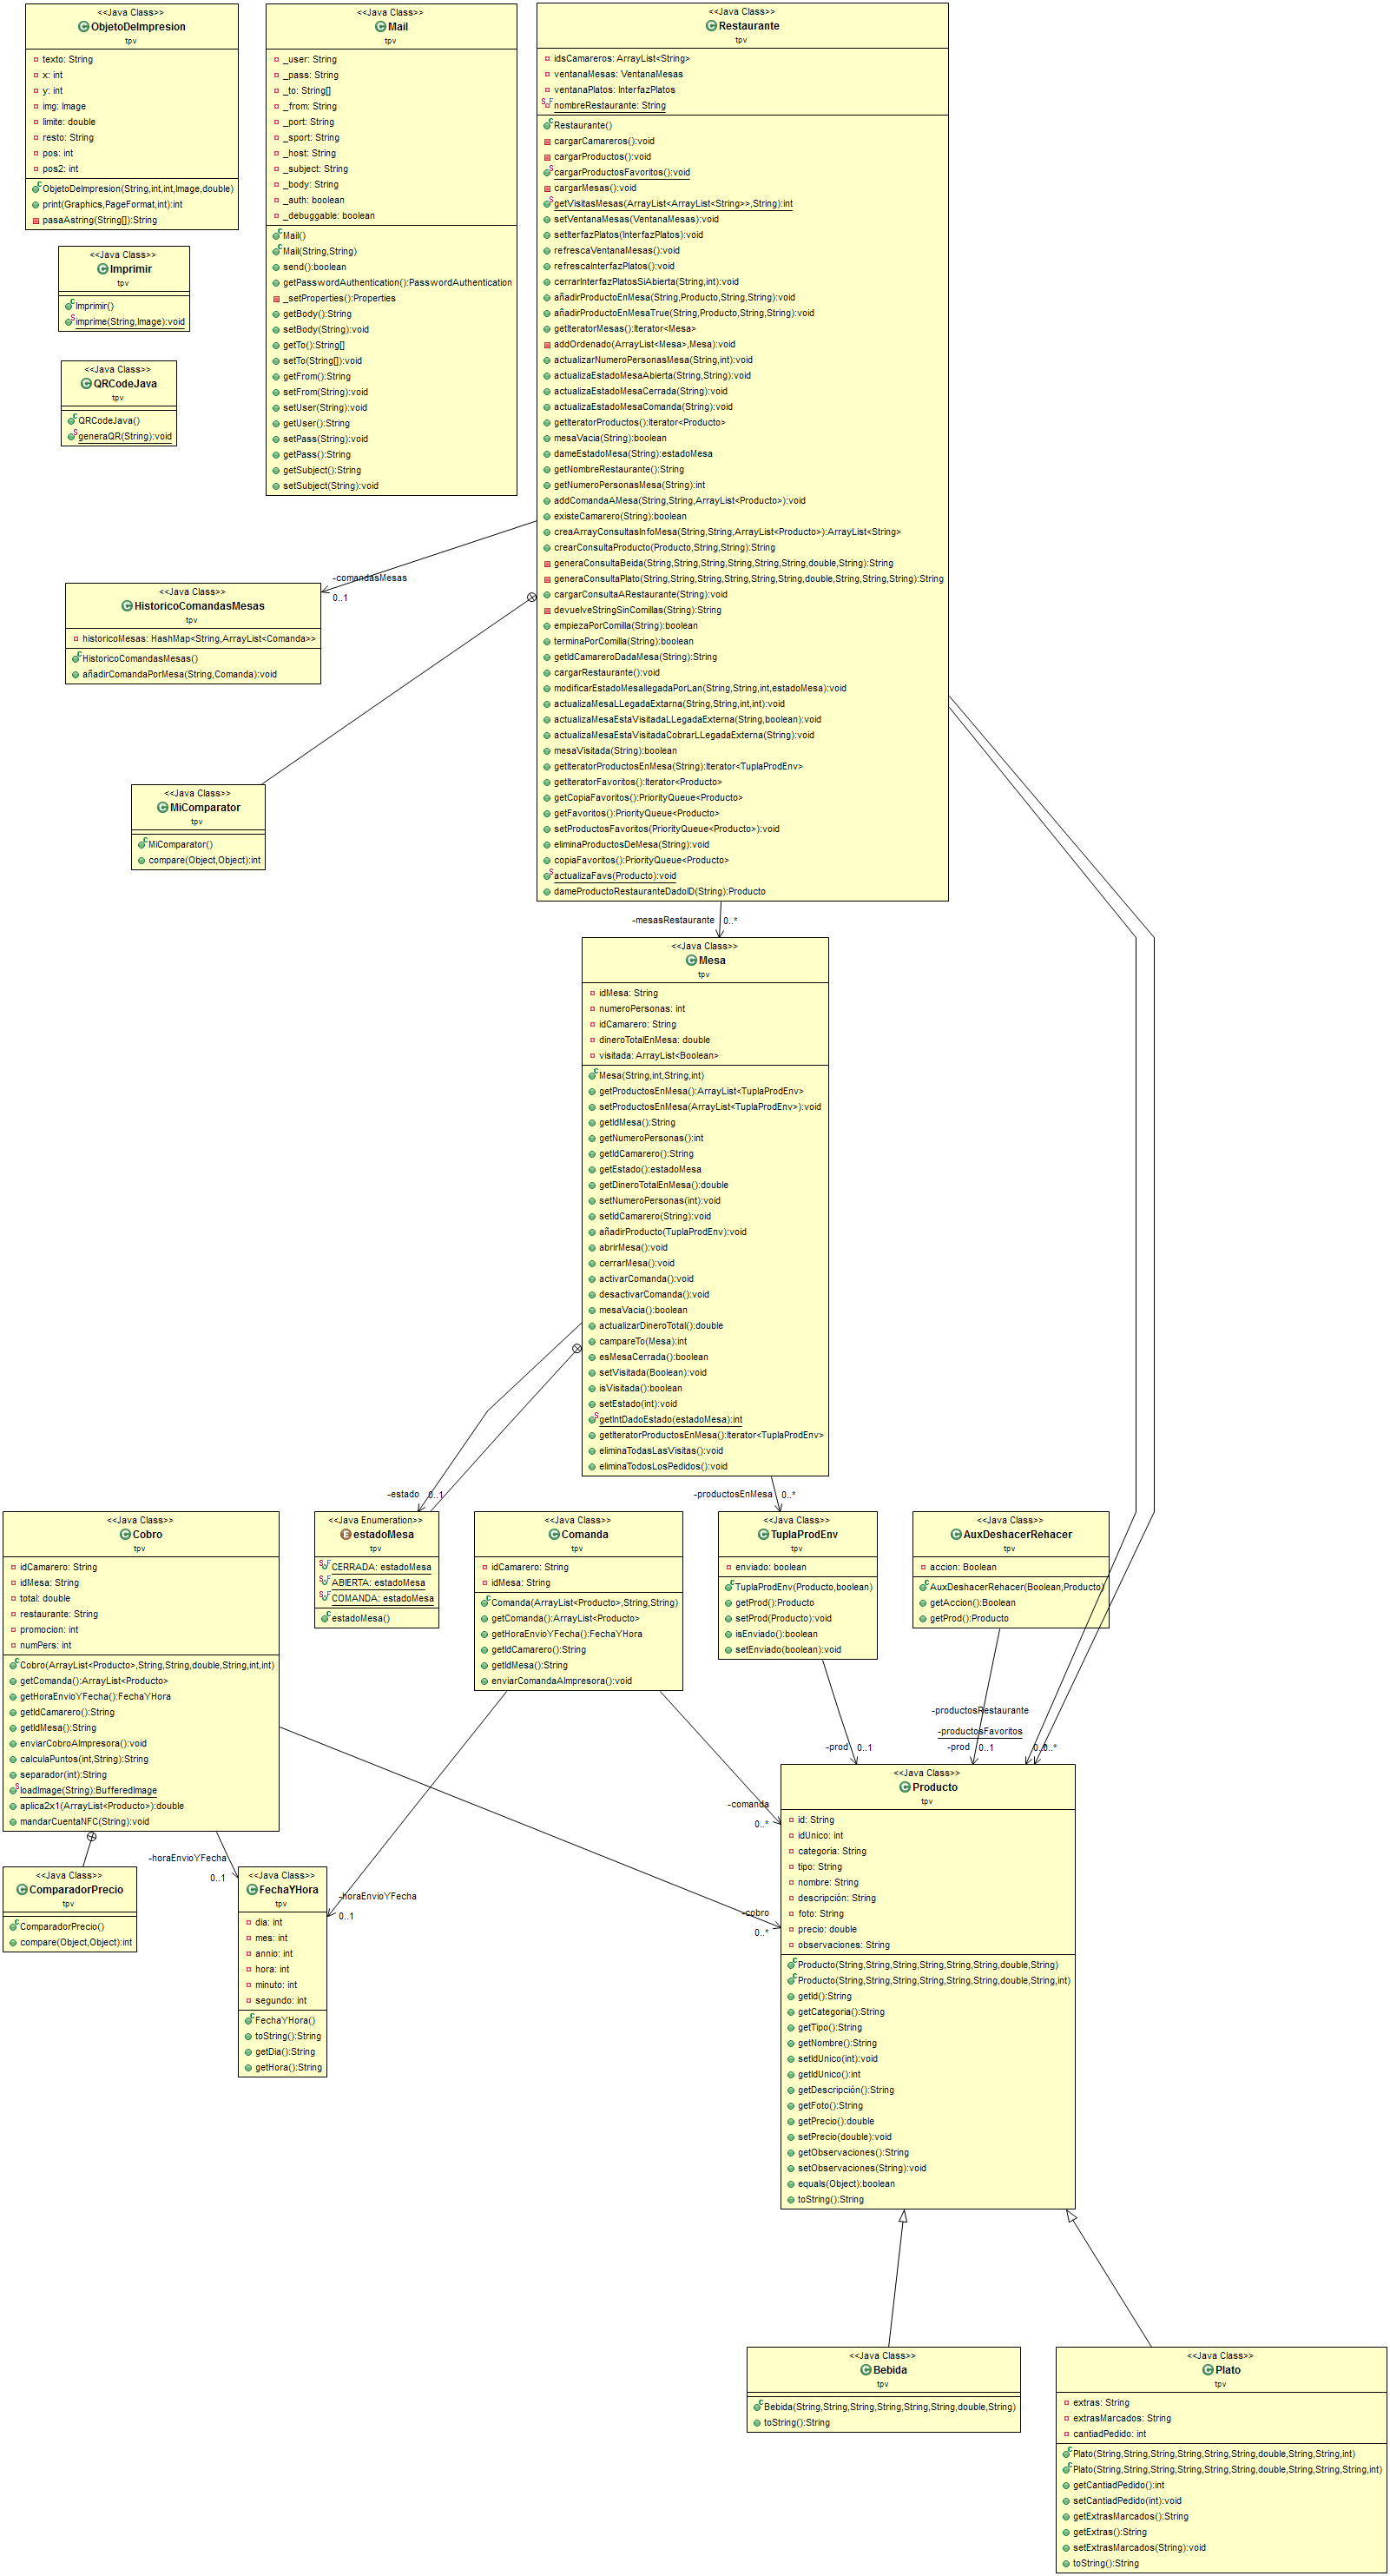 <<Java Class>>
ObjetoDeImpresion
tpv
texto: String
x: int
y: int
img: Image
limite: double
resto: String
pos: int
pos2: int
ObjetoDeImpresion(String,int,int,Image,double)
print(Graphics,PageFormat,int):int
pasaAstring(String[]):String
<<Java Class>>
Mail
tpv
_user: String
_pass: String
_to: String[]
_from: String
_port: String
_sport: String
_host: String
_subject: String
_body: String
_auth: boolean
_debuggable: boolean
Mail()
Mail(String,String)
send():boolean
getPasswordAuthentication():PasswordAuthentication
_setProperties():Properties
getBody():String
setBody(String):void
getTo():String[]
setTo(String[]):void
getFrom():String
setFrom(String):void
setUser(String):void
getUser():String
setPass(String):void
getPass():String
getSubject():String
setSubject(String):void
<<Java Class>>
Restaurante
tpv
idsCamareros: ArrayList<String>
ventanaMesas: VentanaMesas
ventanaPlatos: InterfazPlatos
nombreRestaurante: String
Restaurante()
cargarCamareros():void
cargarProductos():void
cargarProductosFavoritos():void
cargarMesas():void
getVisitasMesas(ArrayList<ArrayList<String>>,String):int
setVentanaMesas(VentanaMesas):void
setIterfazPlatos(InterfazPlatos):void
refrescaVentanaMesas():void
refrescaInterfazPlatos():void
cerrarInterfazPlatosSiAbierta(String,int):void
añadirProductoEnMesa(String,Producto,String,String):void
añadirProductoEnMesaTrue(String,Producto,String,String):void
getIteratorMesas():Iterator<Mesa>
addOrdenado(ArrayList<Mesa>,Mesa):void
actualizarNumeroPersonasMesa(String,int):void
actualizaEstadoMesaAbierta(String,String):void
actualizaEstadoMesaCerrada(String):void
actualizaEstadoMesaComanda(String):void
getIteratorProductos():Iterator<Producto>
mesaVacia(String):boolean
dameEstadoMesa(String):estadoMesa
getNombreRestaurante():String
getNumeroPersonasMesa(String):int
addComandaAMesa(String,String,ArrayList<Producto>):void
existeCamarero(String):boolean
creaArrayConsultasInfoMesa(String,String,ArrayList<Producto>):ArrayList<String>
crearConsultaProducto(Producto,String,String):String
generaConsultaBeida(String,String,String,String,String,String,double,String):String
generaConsultaPlato(String,String,String,String,String,String,double,String,String,String):String
cargarConsultaARestaurante(String):void
devuelveStringSinComillas(String):String
empiezaPorComilla(String):boolean
terminaPorComilla(String):boolean
getIdCamareroDadaMesa(String):String
cargarRestaurante():void
modificarEstadoMesallegadaPorLan(String,String,int,estadoMesa):void
actualizaMesaLLegadaExtarna(String,String,int,int):void
actualizaMesaEstaVisitadaLLegadaExterna(String,boolean):void
actualizaMesaEstaVisitadaCobrarLLegadaExterna(String):void
mesaVisitada(String):boolean
getIteratorProductosEnMesa(String):Iterator<TuplaProdEnv>
getIteratorFavoritos():Iterator<Producto>
getCopiaFavoritos():PriorityQueue<Producto>
getFavoritos():PriorityQueue<Producto>
setProductosFavoritos(PriorityQueue<Producto>):void
eliminaProductosDeMesa(String):void
copiaFavoritos():PriorityQueue<Producto>
actualizaFavs(Producto):void
dameProductoRestauranteDadoID(String):Producto
<<Java Class>>
Imprimir
tpv
Imprimir()
imprime(String,Image):void
<<Java Class>>
QRCodeJava
tpv
QRCodeJava()
generaQR(String):void
-comandasMesas
0..1
<<Java Class>>
HistoricoComandasMesas
tpv
historicoMesas: HashMap<String,ArrayList<Comanda>>
HistoricoComandasMesas()
añadirComandaPorMesa(String,Comanda):void
<<Java Class>>
MiComparator
tpv
MiComparator()
compare(Object,Object):int
-mesasRestaurante
0..*
<<Java Class>>
Mesa
tpv
idMesa: String
numeroPersonas: int
idCamarero: String
dineroTotalEnMesa: double
visitada: ArrayList<Boolean>
Mesa(String,int,String,int)
getProductosEnMesa():ArrayList<TuplaProdEnv>
setProductosEnMesa(ArrayList<TuplaProdEnv>):void
getIdMesa():String
getNumeroPersonas():int
getIdCamarero():String
getEstado():estadoMesa
getDineroTotalEnMesa():double
setNumeroPersonas(int):void
setIdCamarero(String):void
añadirProducto(TuplaProdEnv):void
abrirMesa():void
cerrarMesa():void
activarComanda():void
desactivarComanda():void
mesaVacia():boolean
actualizarDineroTotal():double
campareTo(Mesa):int
esMesaCerrada():boolean
setVisitada(Boolean):void
isVisitada():boolean
setEstado(int):void
getIntDadoEstado(estadoMesa):int
getIteratorProductosEnMesa():Iterator<TuplaProdEnv>
eliminaTodasLasVisitas():void
eliminaTodosLosPedidos():void
-estado
0..1
-productosEnMesa
0..*
<<Java Class>>
Cobro
tpv
idCamarero: String
idMesa: String
total: double
restaurante: String
promocion: int
numPers: int
Cobro(ArrayList<Producto>,String,String,double,String,int,int)
getComanda():ArrayList<Producto>
getHoraEnvioYFecha():FechaYHora
getIdCamarero():String
getIdMesa():String
enviarCobroAImpresora():void
calculaPuntos(int,String):String
separador(int):String
loadImage(String):BufferedImage
aplica2x1(ArrayList<Producto>):double
mandarCuentaNFC(String):void
<<Java Enumeration>>
estadoMesa
tpv
CERRADA: estadoMesa
ABIERTA: estadoMesa
COMANDA: estadoMesa
estadoMesa()
<<Java Class>>
Comanda
tpv
idCamarero: String
idMesa: String
Comanda(ArrayList<Producto>,String,String)
getComanda():ArrayList<Producto>
getHoraEnvioYFecha():FechaYHora
getIdCamarero():String
getIdMesa():String
enviarComandaAImpresora():void
<<Java Class>>
TuplaProdEnv
tpv
enviado: boolean
TuplaProdEnv(Producto,boolean)
getProd():Producto
setProd(Producto):void
isEnviado():boolean
setEnviado(boolean):void
<<Java Class>>
AuxDeshacerRehacer
tpv
accion: Boolean
AuxDeshacerRehacer(Boolean,Producto)
getAccion():Boolean
getProd():Producto
-productosRestaurante
-productosFavoritos
-prod
0..1
-prod
0..1
0..*
-comanda
0..*
-cobro
0..*
-horaEnvioYFecha
0..1
-horaEnvioYFecha
0..1
<<Java Class>>
ComparadorPrecio
tpv
ComparadorPrecio()
compare(Object,Object):int
<<Java Class>>
FechaYHora
tpv
dia: int
mes: int
annio: int
hora: int
minuto: int
segundo: int
FechaYHora()
toString():String
getDia():String
getHora():String
<<Java Class>>
Producto
tpv
id: String
idUnico: int
categoria: String
tipo: String
nombre: String
descripción: String
foto: String
precio: double
observaciones: String
Producto(String,String,String,String,String,String,double,String)
Producto(String,String,String,String,String,String,double,String,int)
getId():String
getCategoria():String
getTipo():String
getNombre():String
setIdUnico(int):void
getIdUnico():int
getDescripción():String
getFoto():String
getPrecio():double
setPrecio(double):void
getObservaciones():String
setObservaciones(String):void
equals(Object):boolean
toString():String
<<Java Class>>
Bebida
tpv
Bebida(String,String,String,String,String,String,double,String)
toString():String
<<Java Class>>
Plato
tpv
extras: String
extrasMarcados: String
cantiadPedido: int
Plato(String,String,String,String,String,String,double,String,String,int)
Plato(String,String,String,String,String,String,double,String,String,String,int)
getCantiadPedido():int
setCantiadPedido(int):void
getExtrasMarcados():String
getExtras():String
setExtrasMarcados(String):void
toString():String